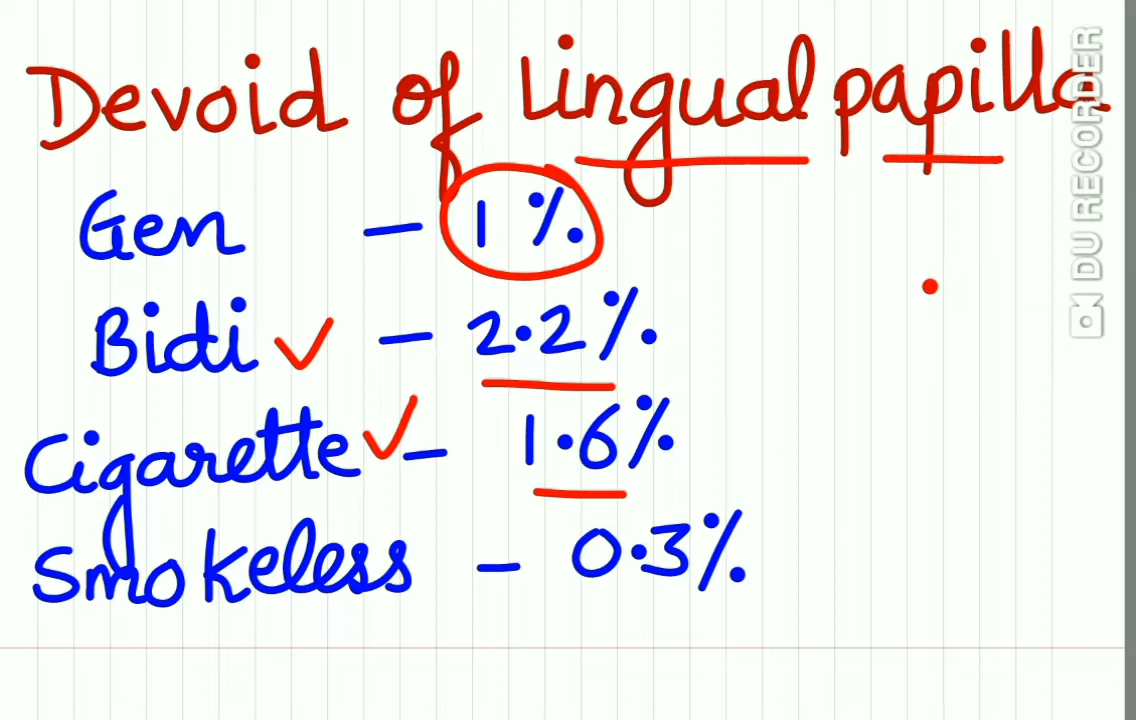 Devoid of lingual papilla
Gen - 1%
Bidi ✓ - 2.2%
Cigarette ✓ - 1.6%
Smokeless - 0.3%
DU RECORDER